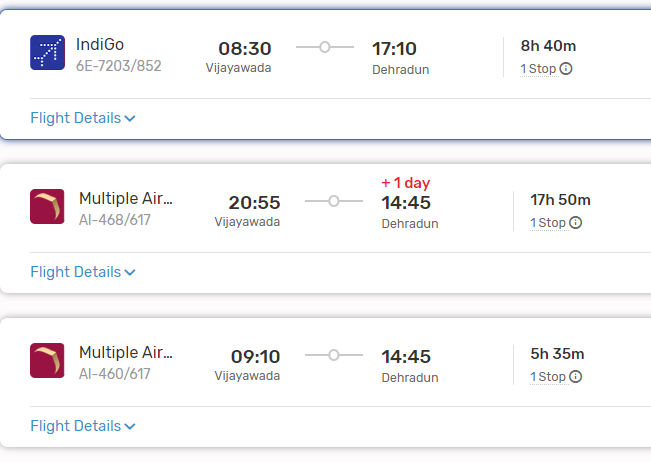 IndiGo
6E-7203/852
08:30
Vijayawada
17:10
Dehradun
8h 40m
1 Stop
Flight Details
Multiple Air...
AI-468/617
20:55
Vijayawada
+ 1 day
14:45
Dehradun
17h 50m
1 Stop
Flight Details
Multiple Air...
AI-460/617
09:10
Vijayawada
14:45
Dehradun
5h 35m
1 Stop
Flight Details